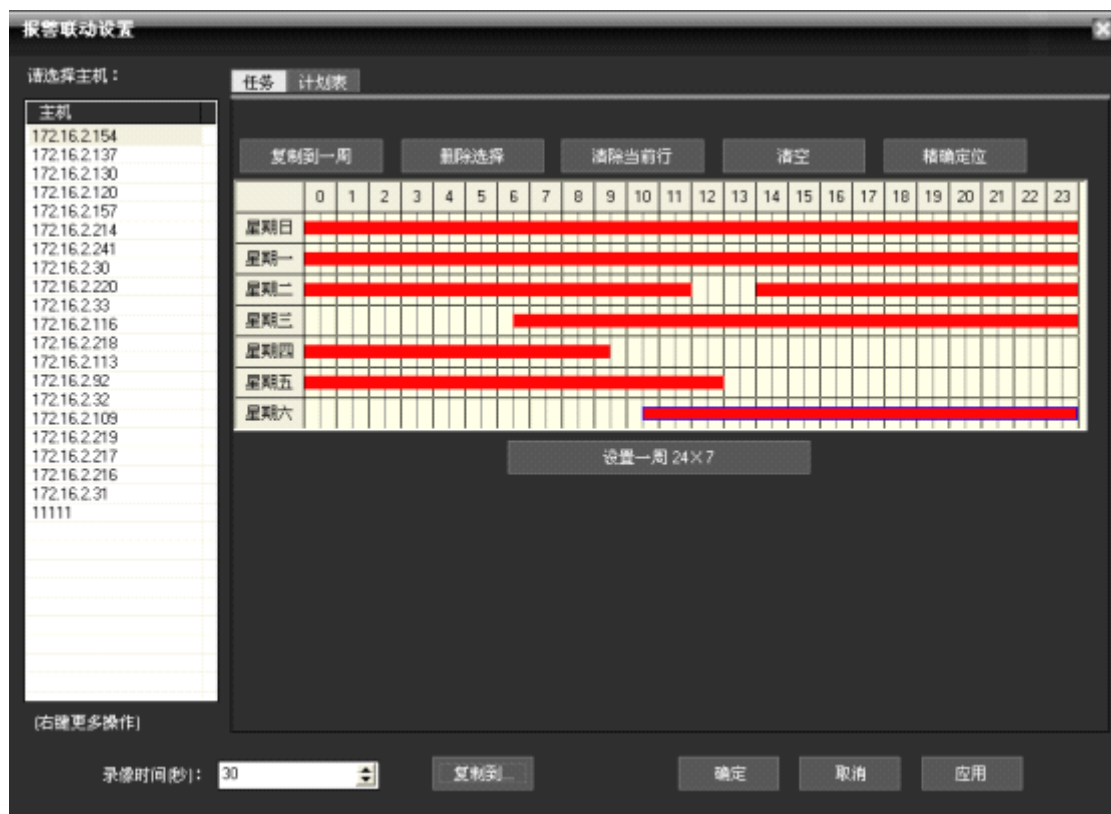 报警联动设置
请选择主机：
任务 计划表
主机
172.16.2.154
172.16.2.137
172.16.2.130
172.16.2.120
172.16.2.157
172.16.2.214
172.16.2.241
172.16.2.30
172.16.2.220
172.16.2.33
172.16.2.116
172.16.2.218
172.16.2.113
172.16.2.92
172.16.2.32
172.16.2.109
172.16.2.219
172.16.2.217
172.16.2.216
172.16.2.31
11111
复制到一周 删除选择 清除当前行 清空 精确定位
0 1 2 3 4 5 6 7 8 9 10 11 12 13 14 15 16 17 18 19 20 21 22 23
星期日
星期一
星期二
星期三
星期四
星期五
星期六
设置一周 24×7
(右键更多操作)
录像时间(秒)： 30 复制到... 确定 取消 应用